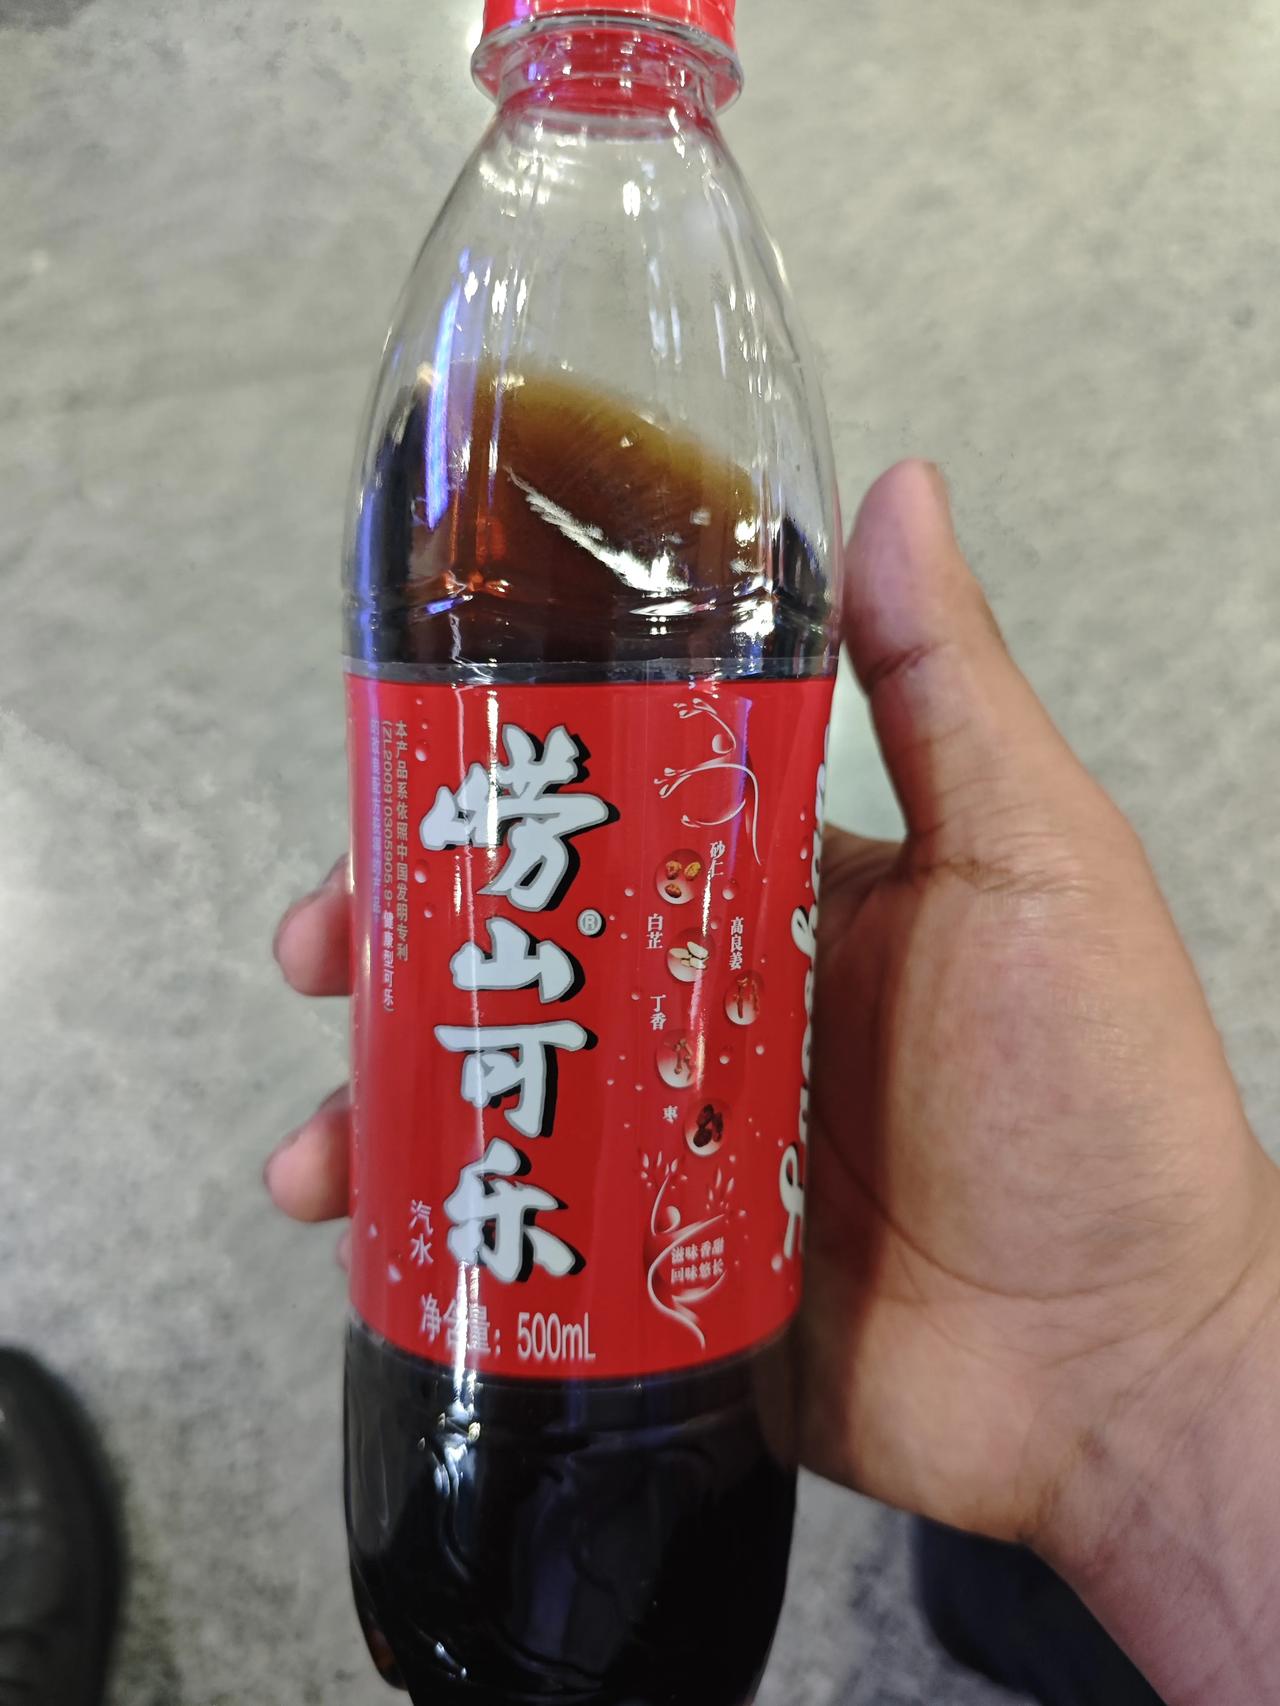 本产品系依照中国发明专利
(ZL200910305905.9-健康型可乐)
崂山可乐®
汽水
净含量：500mL
砂仁
白芷
高良姜
丁香
枣
滋味香甜
回味悠长